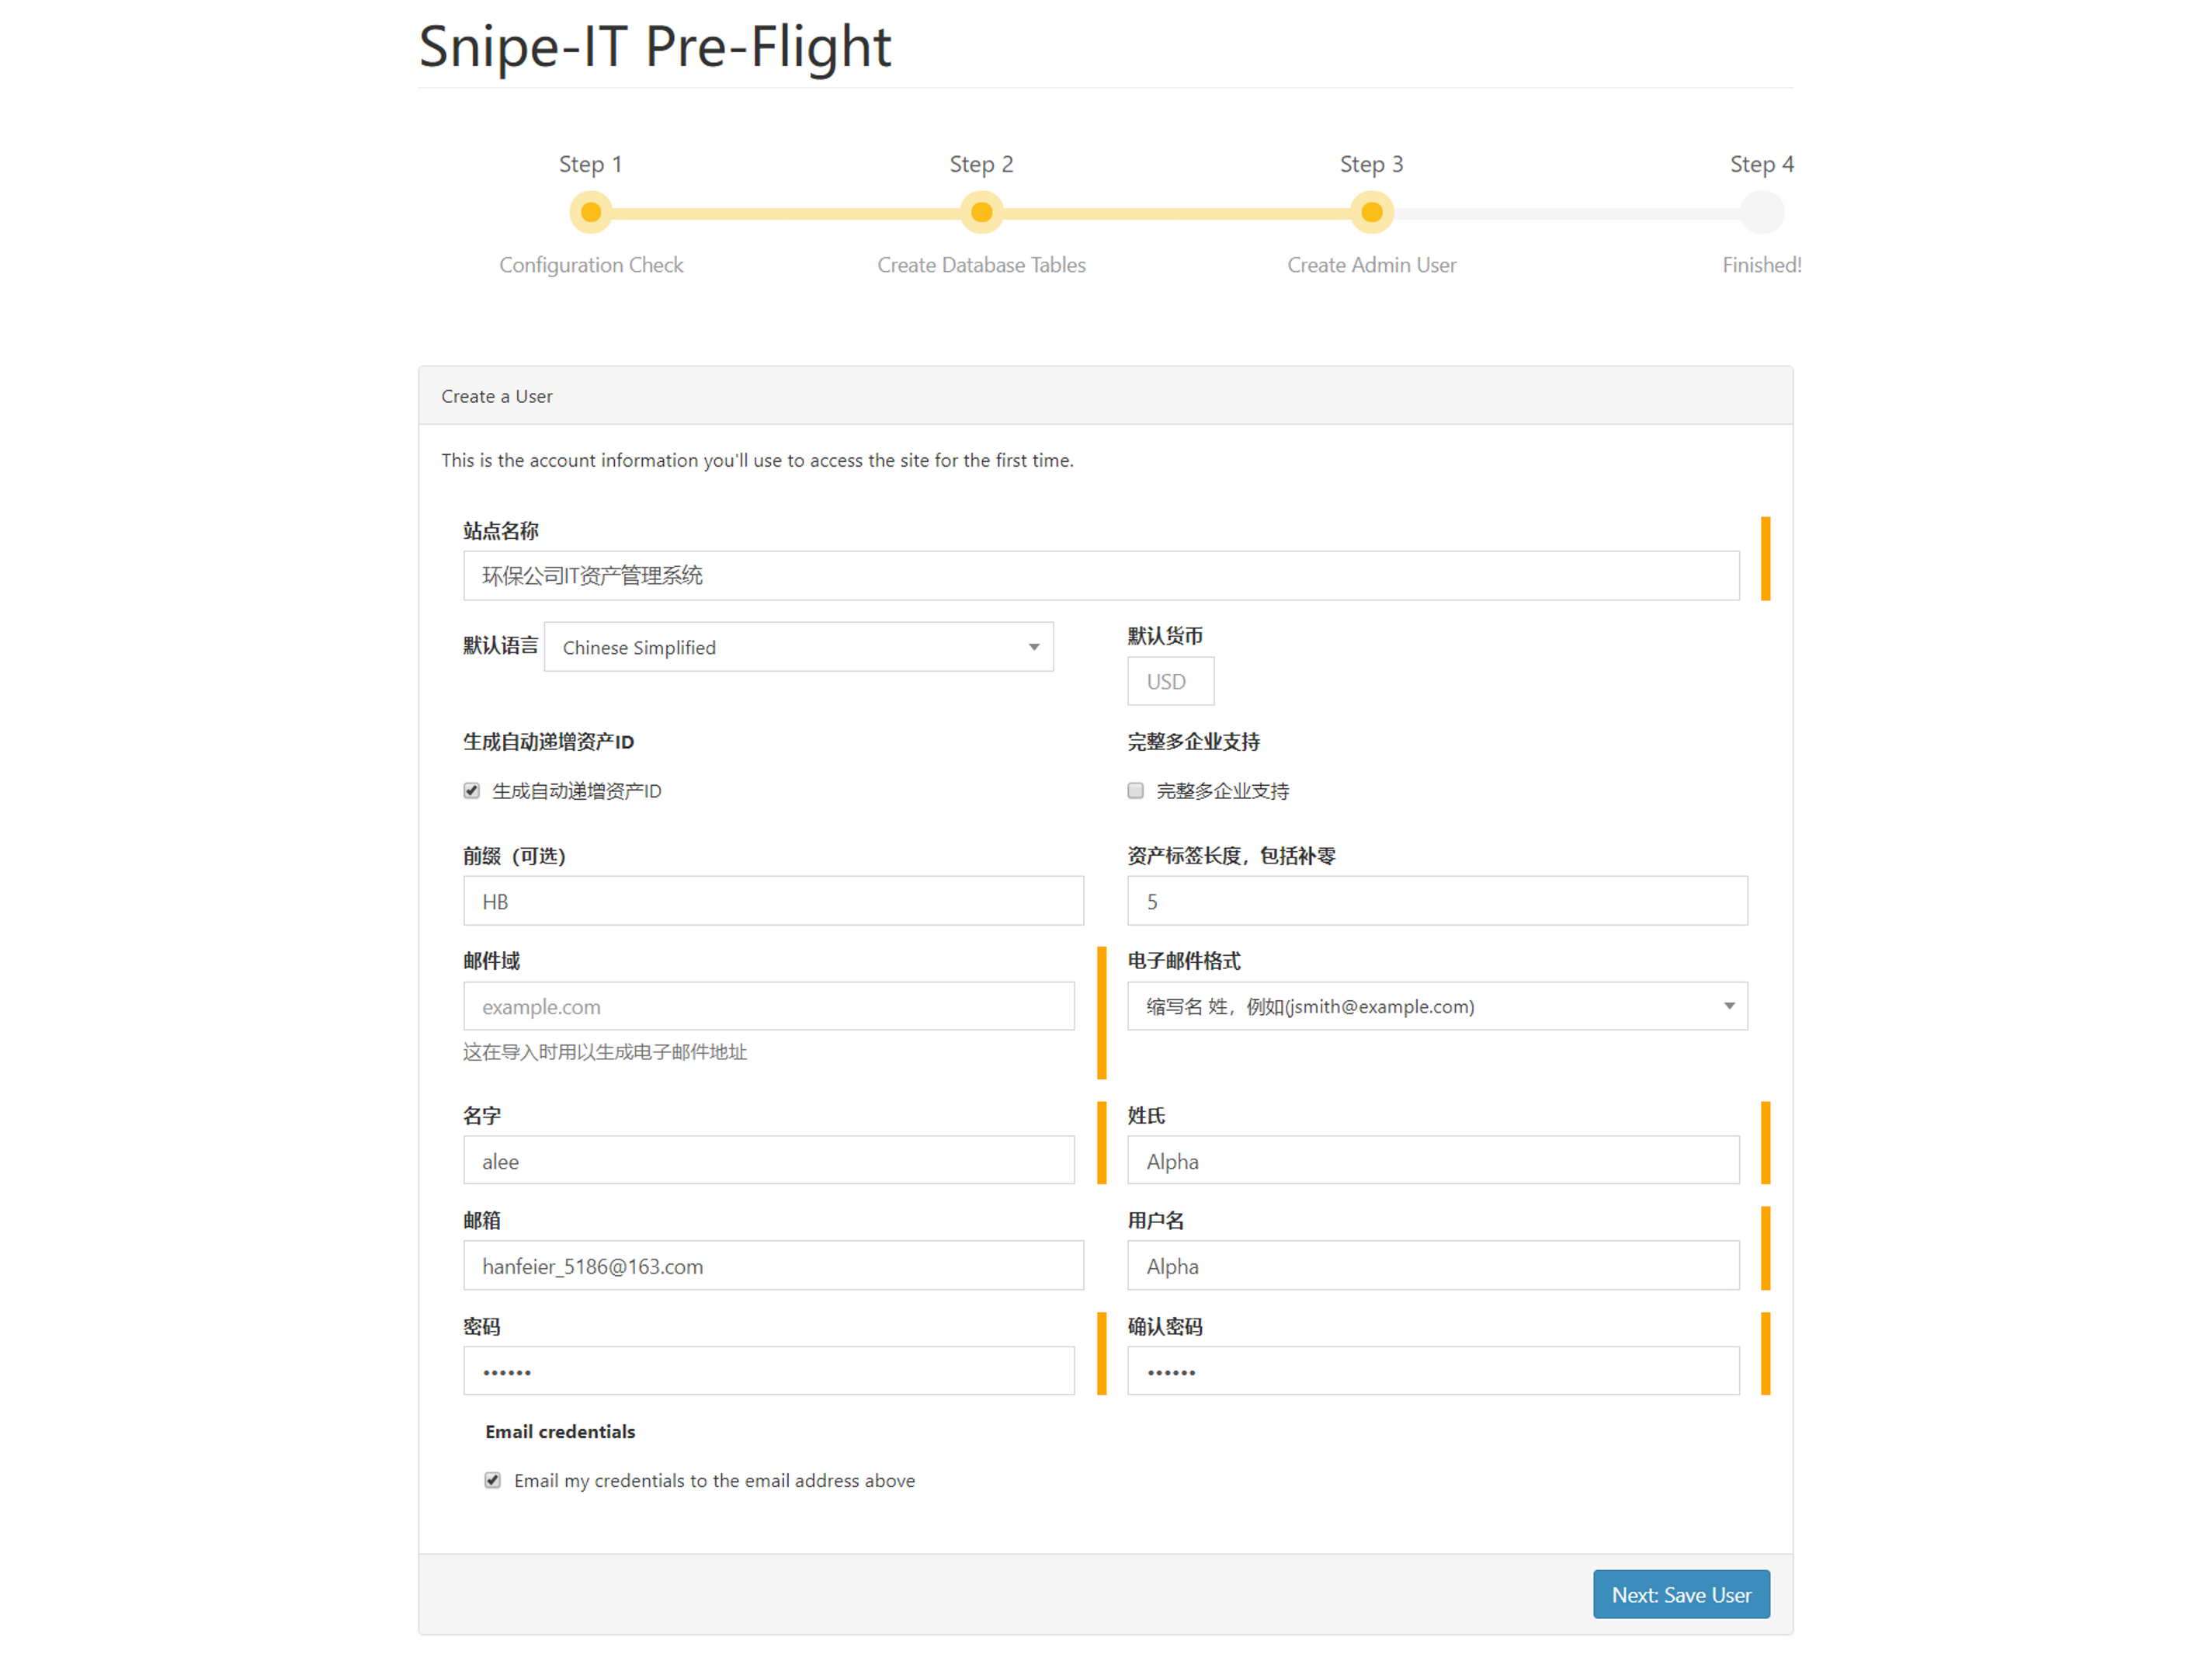 Snipe-IT Pre-Flight
Step 1 Step 2 Step 3 Step 4
Configuration Check Create Database Tables Create Admin User Finished!
Create a User
This is the account information you'll use to access the site for the first time.
站点名称
环保公司IT资产管理系统
默认语言 Chinese Simplified
默认货币
USD
生成自动递增资产ID 完整多企业支持
生成自动递增资产ID 完整多企业支持
前缀（可选） 资产标签长度，包括补零
HB 5
邮件域 电子邮件格式
example.com 缩写名 姓，例如(jsmith@example.com)
这在导入时用以生成电子邮件地址
名字 姓氏
alee Alpha
邮箱 用户名
hanfeier_5186@163.com Alpha
密码 确认密码
•••••• ••••••
Email credentials
Email my credentials to the email address above
Next: Save User